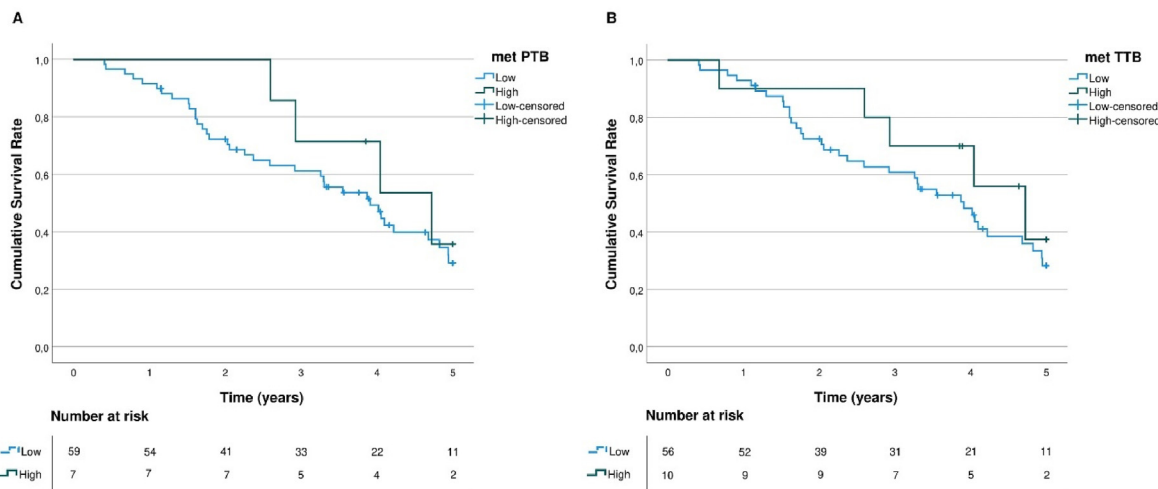 A
met PTB
Low
High
Low-censored
High-censored
Cumulative Survival Rate
1,0
0,8
0,6
0,4
0,2
0,0
0 1 2 3 4 5
Time (years)
Number at risk
Low 59 54 41 33 22 11
High 7 7 7 5 4 2
B
met TTB
Low
High
Low-censored
High-censored
Cumulative Survival Rate
1,0
0,8
0,6
0,4
0,2
0,0
0 1 2 3 4 5
Time (years)
Number at risk
Low 56 52 39 31 21 11
High 10 9 9 7 5 2